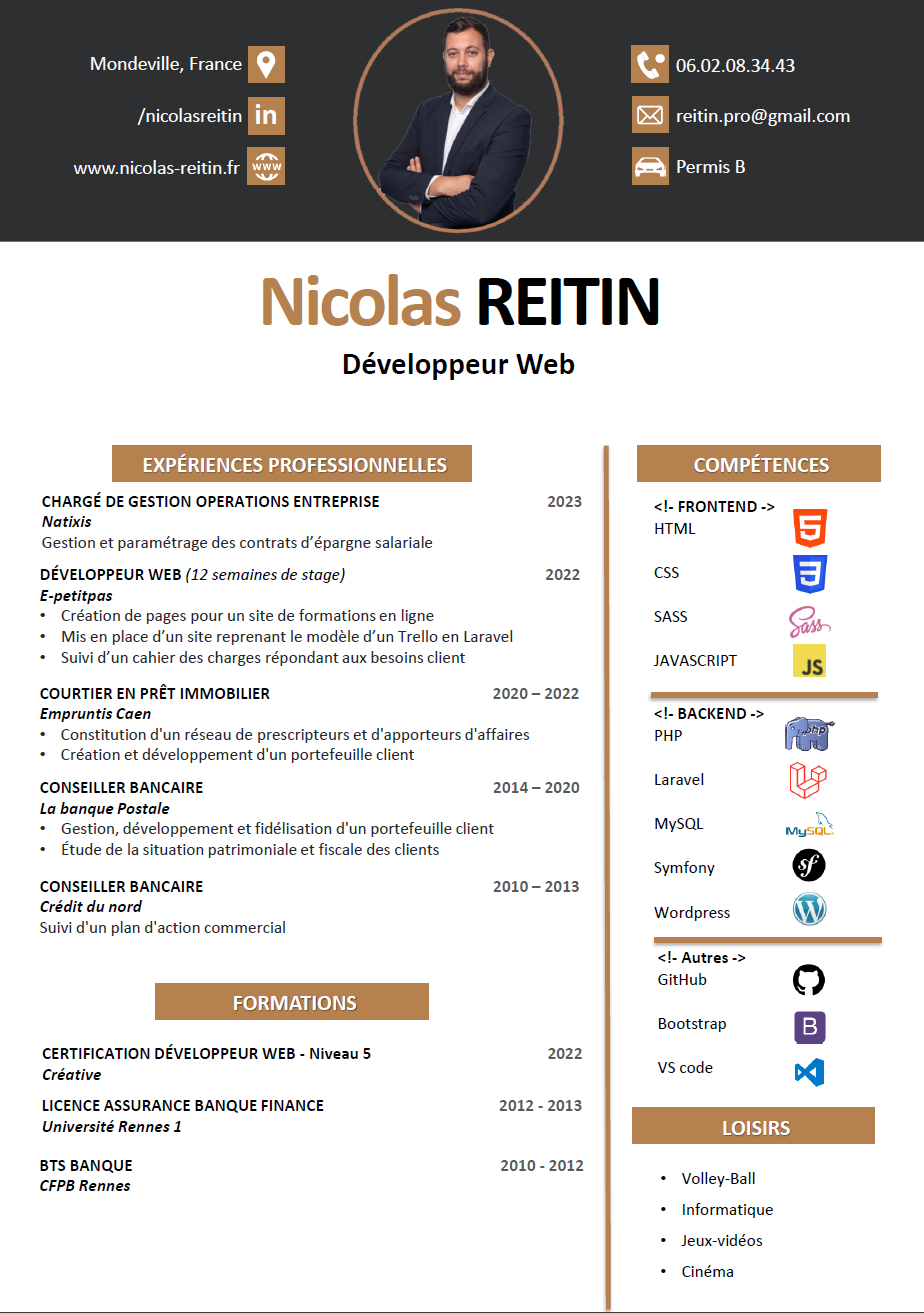 Mondeville, France
/nicolasreitin
in
www.nicolas-reitin.fr
WWW
06.02.08.34.43
reitin.pro@gmail.com
Permis B
Nicolas REITIN
Développeur Web
EXPÉRIENCES PROFESSIONNELLES
CHARGÉ DE GESTION OPERATIONS ENTREPRISE 2023
Natixis
Gestion et paramétrage des contrats d’épargne salariale
DÉVELOPPEUR WEB (12 semaines de stage) 2022
E-petitpas
• Création de pages pour un site de formations en ligne
• Mis en place d’un site reprenant le modèle d’un Trello en Laravel
• Suivi d’un cahier des charges répondant aux besoins client
COURTIER EN PRÊT IMMOBILIER 2020 – 2022
Empruntis Caen
• Constitution d'un réseau de prescripteurs et d'apporteurs d'affaires
• Création et développement d'un portefeuille client
CONSEILLER BANCAIRE 2014 – 2020
La banque Postale
• Gestion, développement et fidélisation d'un portefeuille client
• Étude de la situation patrimoniale et fiscale des clients
CONSEILLER BANCAIRE 2010 – 2013
Crédit du nord
Suivi d'un plan d'action commercial
FORMATIONS
CERTIFICATION DÉVELOPPEUR WEB - Niveau 5 2022
Créative
LICENCE ASSURANCE BANQUE FINANCE 2012 - 2013
Université Rennes 1
BTS BANQUE 2010 - 2012
CFPB Rennes
COMPÉTENCES
<!- FRONTEND ->
HTML 5
CSS 3
SASS Sass
JAVASCRIPT JS
<!- BACKEND ->
PHP php
Laravel
MySQL MySQL
Symfony sf
Wordpress W
<!- Autres ->
GitHub
Bootstrap B
VS code
LOISIRS
• Volley-Ball
• Informatique
• Jeux-vidéos
• Cinéma